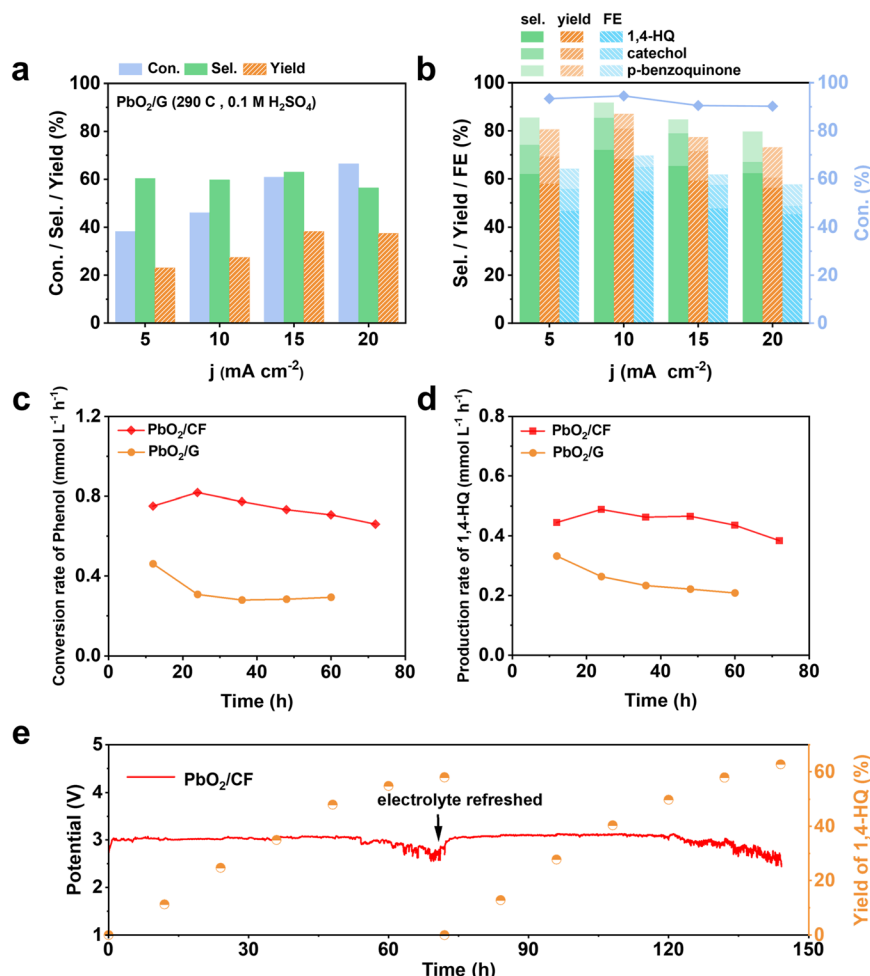 sel. yield FE
1,4-HQ
catechol
p-benzoquinone
a
Con. Sel. Yield
PbO₂/G (290 C , 0.1 M H₂SO₄)
Con. / Sel. / Yield (%)
100
80
60
40
20
0
5 10 15 20
j (mA cm⁻²)
b
Sel. / Yield / FE (%)
100
80
60
40
20
0
5 10 15 20
j (mA cm⁻²)
100
80
60
40
20
0
Con. (%)
c
PbO₂/CF
PbO₂/G
Conversion rate of Phenol (mmol L⁻¹ h⁻¹)
1.2
0.8
0.4
0.0
0 20 40 60 80
Time (h)
d
PbO₂/CF
PbO₂/G
Production rate of 1,4-HQ (mmol L⁻¹ h⁻¹)
0.8
0.6
0.4
0.2
0.0
0 20 40 60 80
Time (h)
e
PbO₂/CF
electrolyte refreshed
Potential (V)
5
4
3
2
1
0 30 60 90 120 150
Time (h)
60
40
20
0
Yield of 1,4-HQ (%)